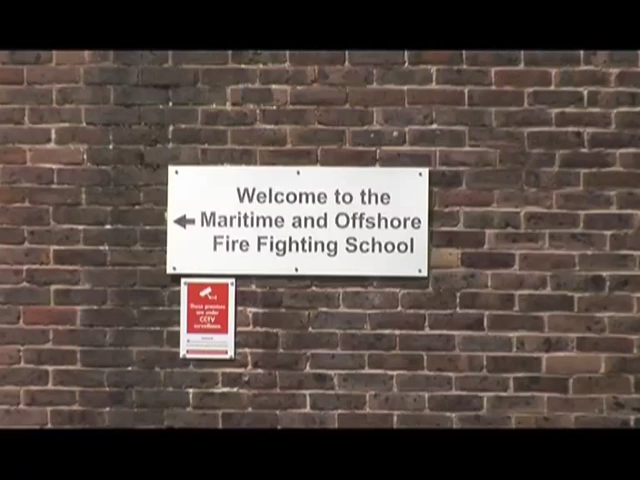 Welcome to the
Maritime and Offshore
Fire Fighting School
These premises
are under
CCTV
surveillance